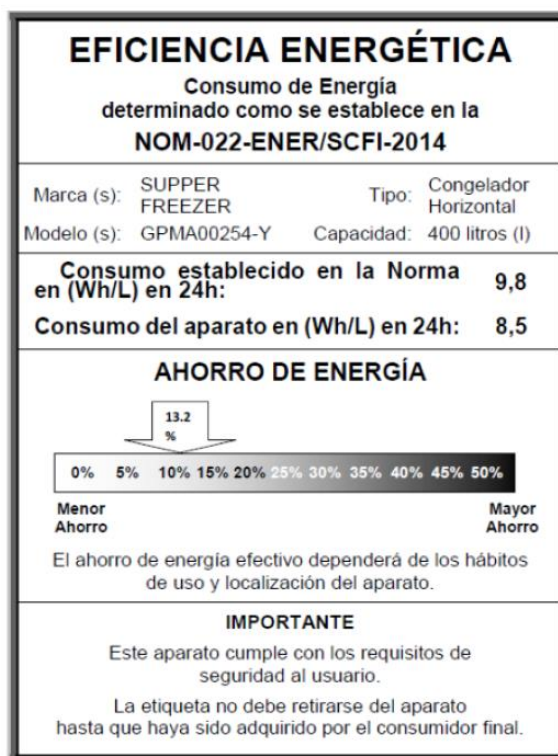 EFICIENCIA ENERGÉTICA
Consumo de Energía
determinado como se establece en la
NOM-022-ENER/SCFI-2014
Marca (s): SUPPER FREEZER Tipo: Congelador Horizontal
Modelo (s): GPMA00254-Y Capacidad: 400 litros (l)
Consumo establecido en la Norma
en (Wh/L) en 24h: 9,8
Consumo del aparato en (Wh/L) en 24h: 8,5
AHORRO DE ENERGÍA
13.2
%
0% 5% 10% 15% 20% 25% 30% 35% 40% 45% 50%
Menor Ahorro Mayor Ahorro
El ahorro de energía efectivo dependerá de los hábitos
de uso y localización del aparato.
IMPORTANTE
Este aparato cumple con los requisitos de
seguridad al usuario.
La etiqueta no debe retirarse del aparato
hasta que haya sido adquirido por el consumidor final.